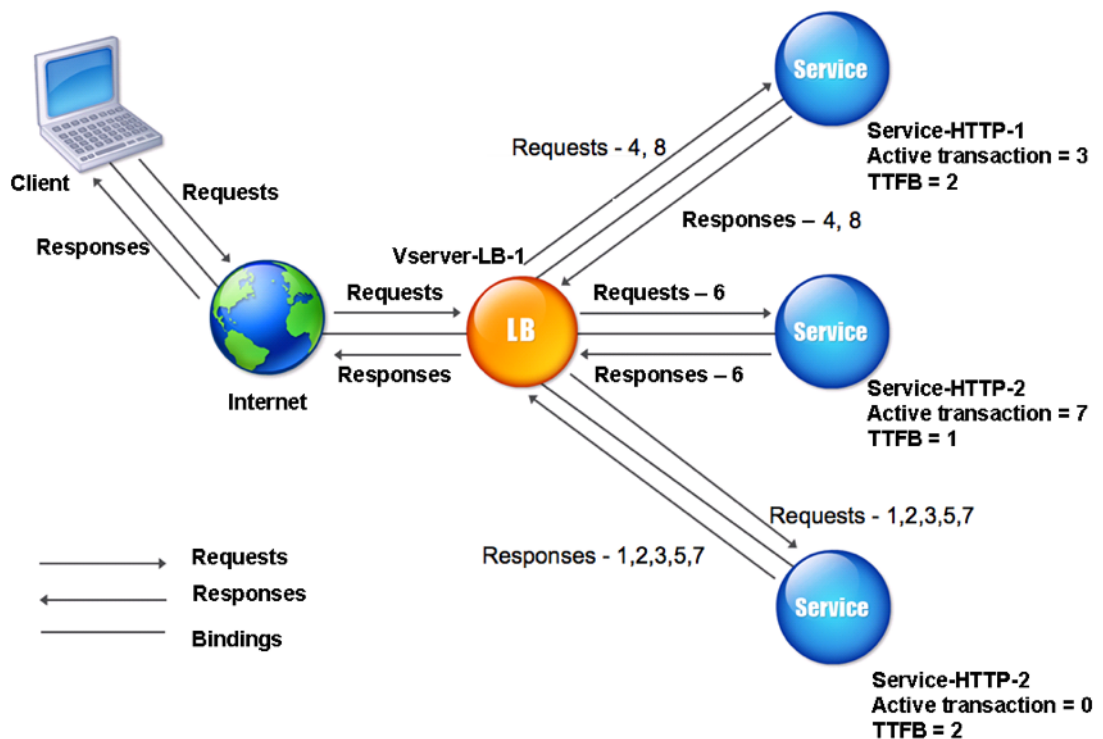 Service
Service-HTTP-1
Active transaction = 3
TTFB = 2
Requests - 4, 8
Responses – 4, 8
Client
Requests
Responses
Vserver-LB-1
Requests
LB
Responses
Internet
Requests – 6
Responses – 6
Service
Service-HTTP-2
Active transaction = 7
TTFB = 1
Requests - 1,2,3,5,7
Responses - 1,2,3,5,7
Service
Service-HTTP-2
Active transaction = 0
TTFB = 2
Requests
Responses
Bindings